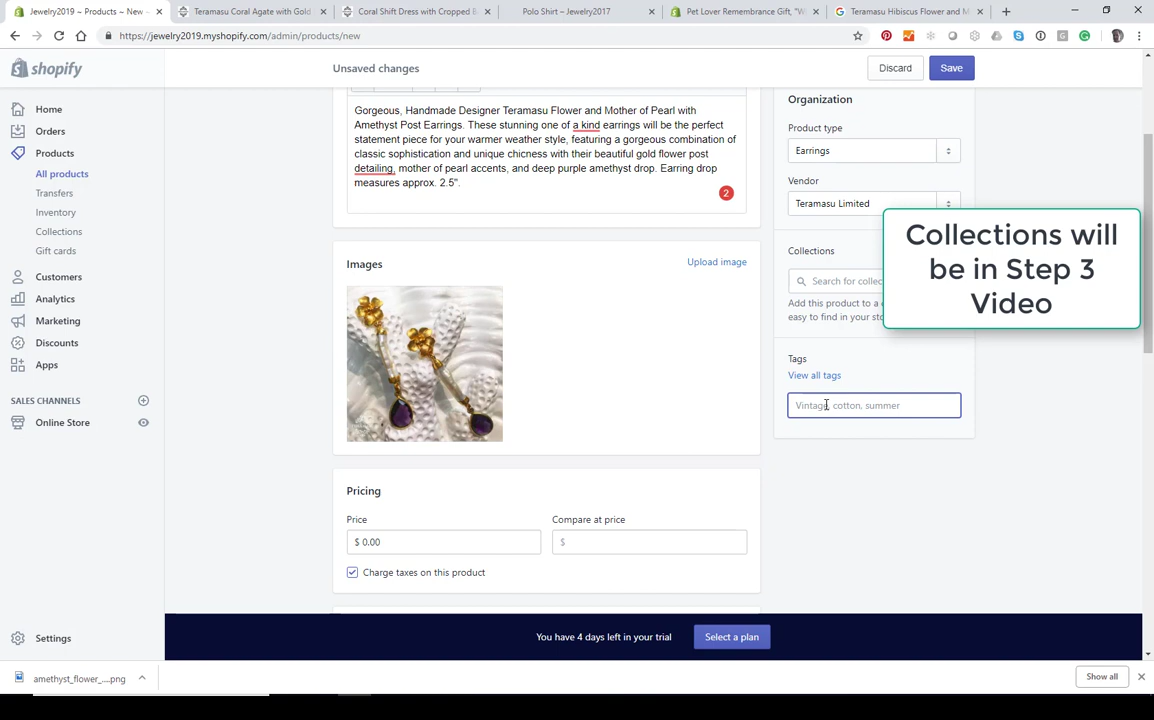 Jewelry2019 ~ Products ~ New
Teramasu Coral Agate with Gold
Coral Shift Dress with Cropped B
Polo Shirt – Jewelry2017
Pet Lover Remembrance Gift, "W
Teramasu Hibiscus Flower and M
https://jewelry2019.myshopify.com/admin/products/new
shopify
Unsaved changes
Discard
Save
Home
Orders
Products
All products
Transfers
Inventory
Collections
Gift cards
Customers
Analytics
Marketing
Discounts
Apps
SALES CHANNELS
Online Store
Settings
Gorgeous, Handmade Designer Teramasu Flower and Mother of Pearl with
Amethyst Post Earrings. These stunning one of a kind earrings will be the perfect
statement piece for your warmer weather style, featuring a gorgeous combination of
classic sophistication and unique chicness with their beautiful gold flower post
detailing, mother of pearl accents, and deep purple amethyst drop. Earring drop
measures approx. 2.5".
2
Images
Upload image
Pricing
Price
Compare at price
$ 0.00
$
Charge taxes on this product
Organization
Product type
Earrings
Vendor
Teramasu Limited
Collections
Search for collec
Add this product to a c
easy to find in your sto
Collections will
be in Step 3
Video
Tags
View all tags
Vintage, cotton, summer
You have 4 days left in your trial
Select a plan
amethyst_flower_....png
Show all